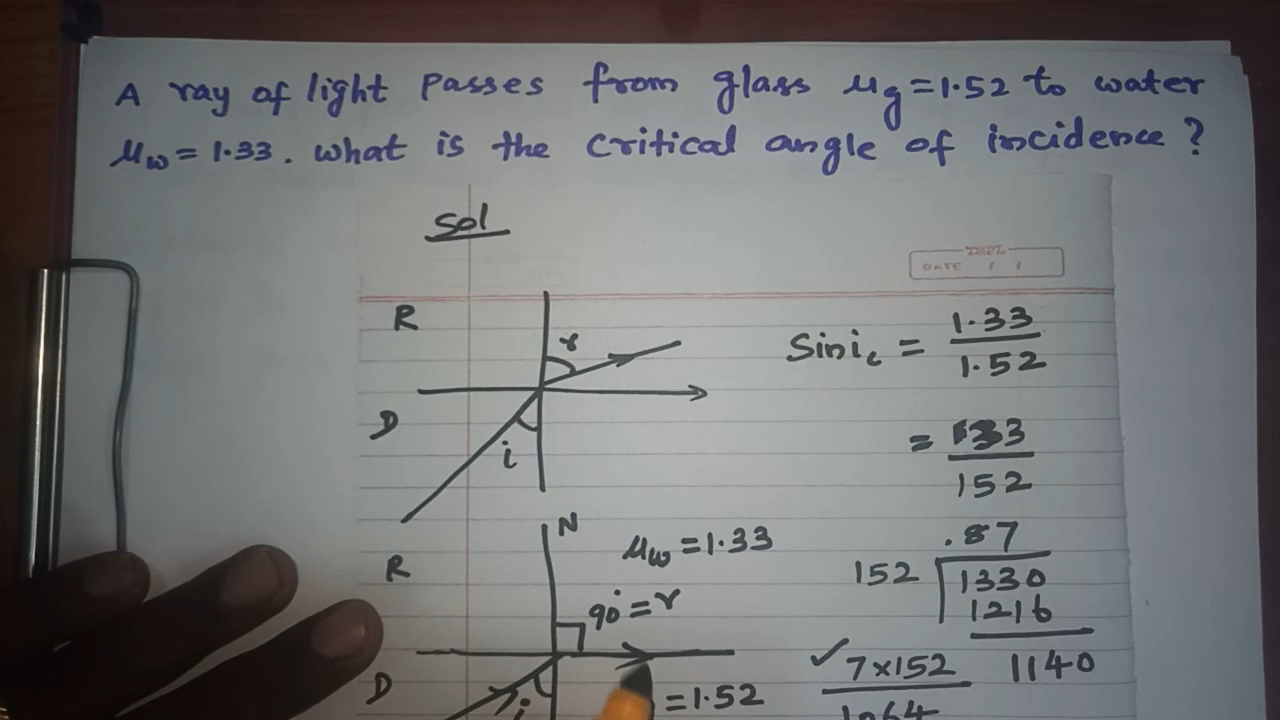 A ray of light passes from glass μg = 1.52 to water
μw = 1.33. what is the critical angle of incidence ?
Sol
DATE / /
R
r
D
i
Sin ic = 1.33
1.52
= 133
152
N
R
μw = 1.33
90° = r
D
i
= 1.52
.87
152 1330
1216
1140
✓ 7×152
1064